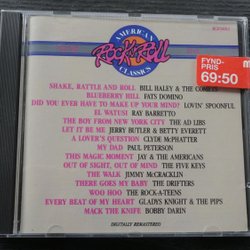 AMERICAN
Rock n' Roll
CLASSICS
FYND-
PRIS
69:50
SHAKE, RATTLE AND ROLL BILL HALEY & THE COMETS
BLUEBERRY HILL FATS DOMINO
DID YOU EVER HAVE TO MAKE UP YOUR MIND? LOVIN' SPOONFUL
EL WATUSI RAY BARRETTO
THE BOY FROM NEW YORK CITY THE AD LIBS
LET IT BE ME JERRY BUTLER & BETTY EVERETT
A LOVER'S QUESTION CLYDE McPHATTER
MY DAD PAUL PETERSON
THIS MAGIC MOMENT JAY & THE AMERICANS
OUT OF SIGHT, OUT OF MIND THE FIVE KEYS
THE WALK JIMMY McCRACKLIN
THERE GOES MY BABY THE DRIFTERS
WOO HOO THE ROCK-A-TEENS
EVERY BEAT OF MY HEART GLADYS KNIGHT & THE PIPS
MACK THE KNIFE BOBBY DARIN
DIGITALLY REMASTERED